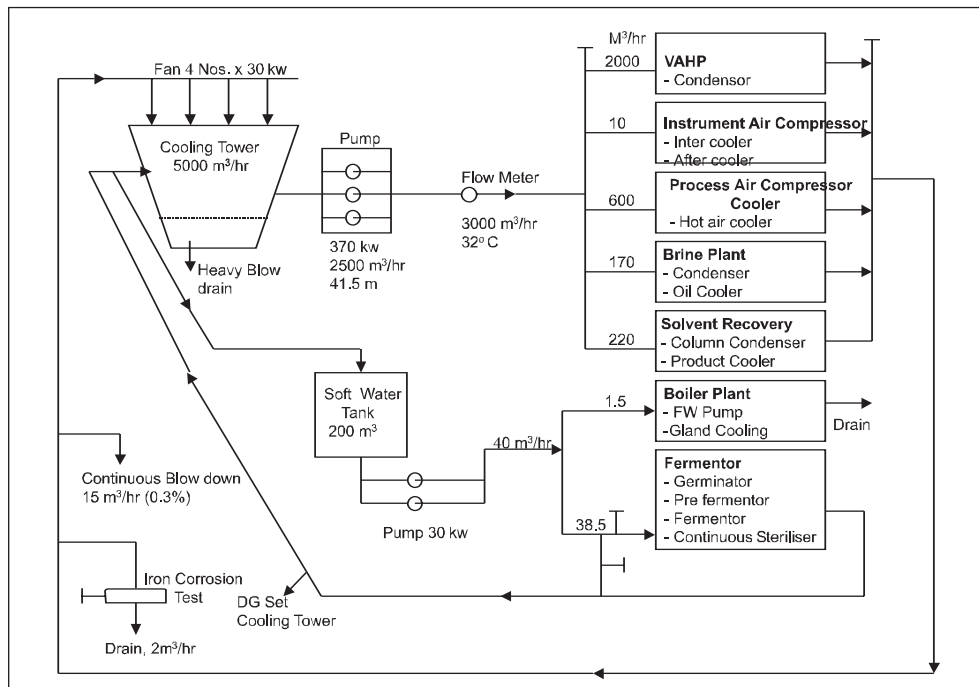 Fan 4 Nos. x 30 kw
Cooling Tower
5000 m³/hr
Heavy Blow
drain
Pump
370 kw
2500 m³/hr
41.5 m
Flow Meter
3000 m³/hr
32º C
M³/hr
2000
VAHP
- Condensor
10
Instrument Air Compressor
- Inter cooler
- After cooler
600
Process Air Compressor
Cooler
- Hot air cooler
170
Brine Plant
- Condenser
- Oil Cooler
220
Solvent Recovery
- Column Condenser
- Product Cooler
Soft Water
Tank
200 m³
Pump 30 kw
40 m³/hr
1.5
Boiler Plant
- FW Pump
-Gland Cooling
Drain
38.5
Fermentor
- Germinator
- Pre fermentor
- Fermentor
- Continuous Steriliser
Continuous Blow down
15 m³/hr (0.3%)
Iron Corrosion
Test
Drain, 2m³/hr
DG Set
Cooling Tower